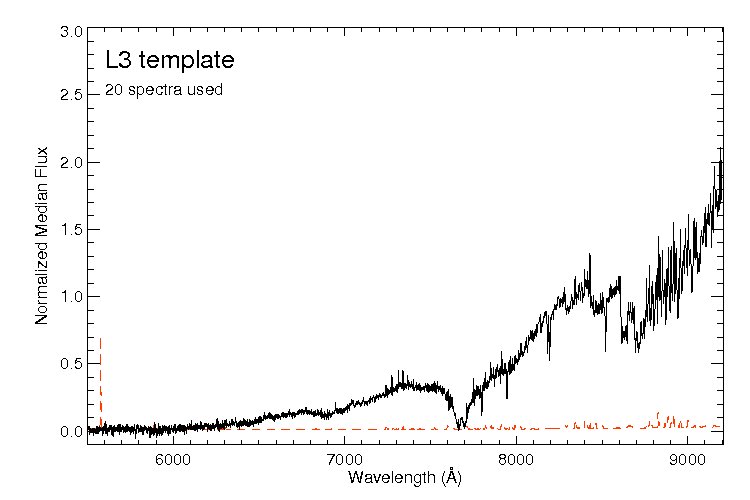 L3 template
20 spectra used
3.0
2.5
2.0
1.5
1.0
0.5
0.0
Normalized Median Flux
6000 7000 8000 9000
Wavelength (Å)